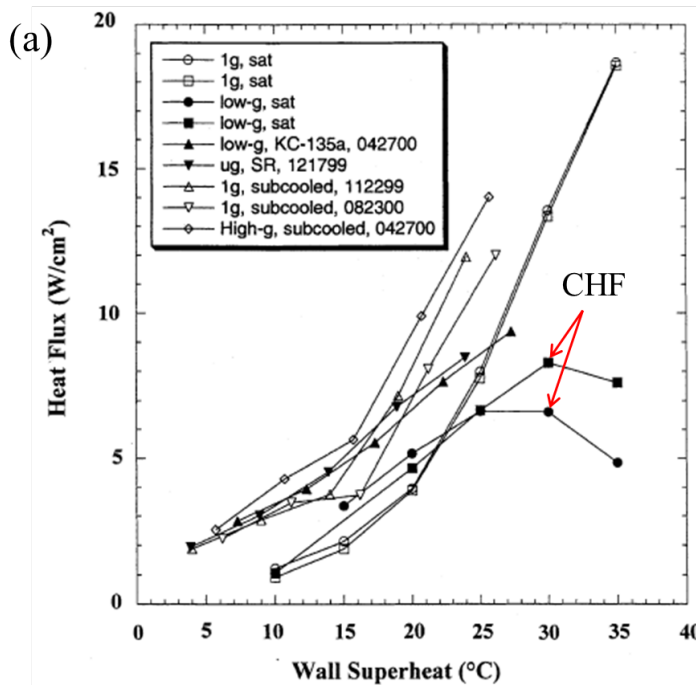 (a)
20
15
10
5
0
Heat Flux (W/cm²)
1g, sat
1g, sat
low-g, sat
low-g, sat
low-g, KC-135a, 042700
ug, SR, 121799
1g, subcooled, 112299
1g, subcooled, 082300
High-g, subcooled, 042700
CHF
0 5 10 15 20 25 30 35 40
Wall Superheat (°C)